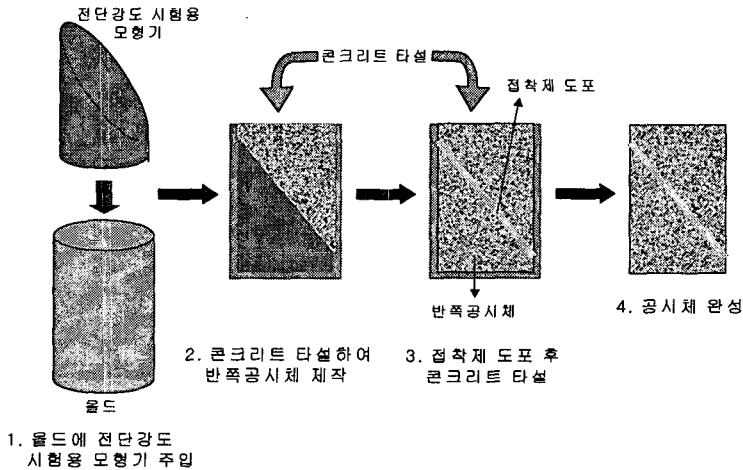 전단강도 시험용
모형기
콘크리트 타설
접착제 도포
반쪽공시체
4. 공시체 완성
2. 콘크리트 타설하여
반쪽공시체 제작
3. 접착제 도포 후
콘크리트 타설
몰드
1. 몰드에 전단강도
시험용 모형기 주입